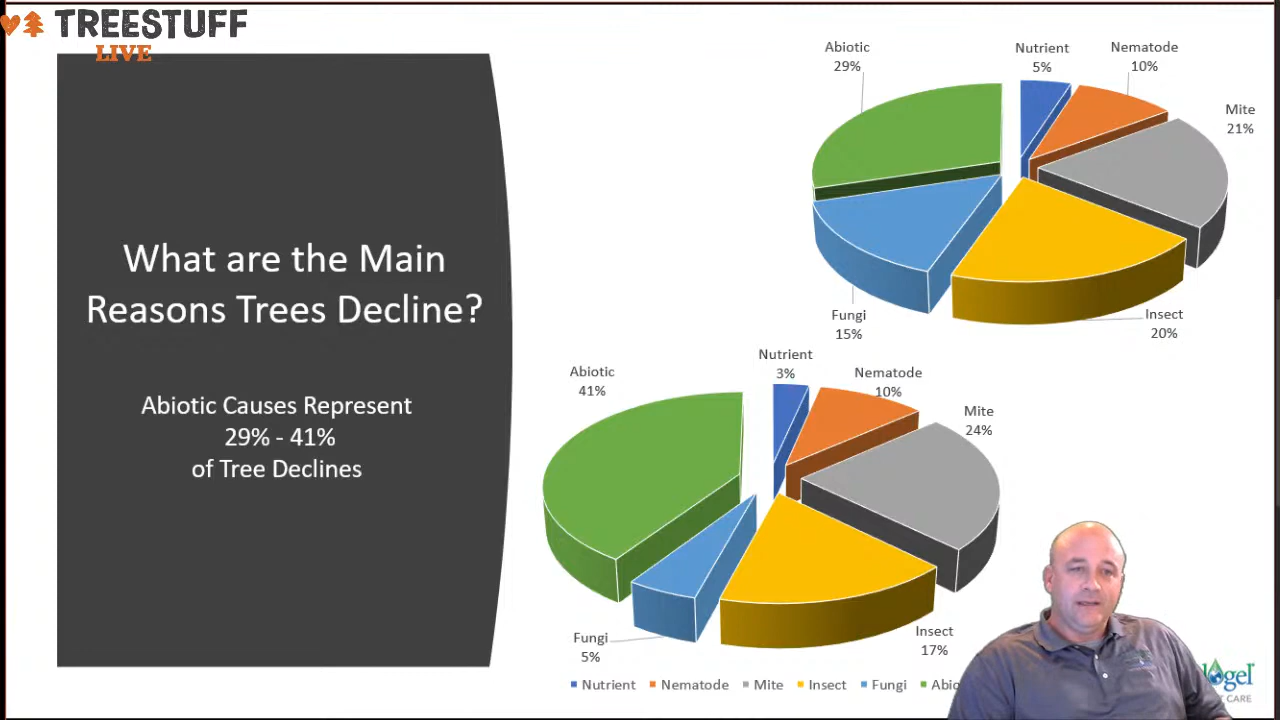 TREESTUFF
LIVE
What are the Main
Reasons Trees Decline?
Abiotic Causes Represent
29% - 41%
of Tree Declines
Abiotic
29%
Nutrient
5%
Nematode
10%
Mite
21%
Insect
20%
Fungi
15%
Abiotic
41%
Nutrient
3%
Nematode
10%
Mite
24%
Insect
17%
Fungi
5%
Nutrient Nematode Mite Insect Fungi
CARE